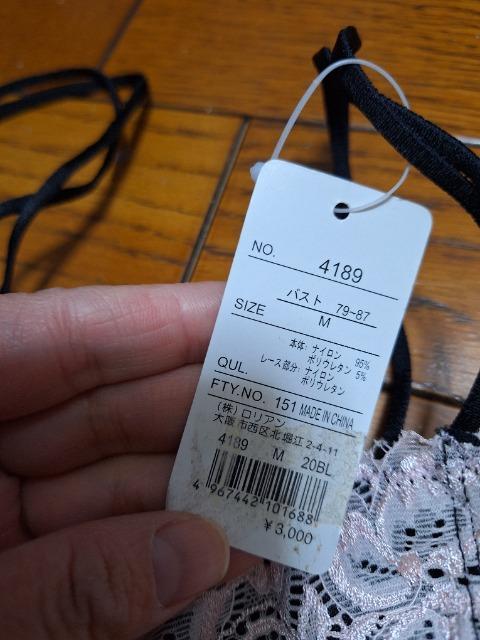 NO. 4189
バスト 79~87
SIZE M
本体: ナイロン 95%
ポリウレタン 5%
レース部分: ナイロン
ポリウレタン
QUL.
FTY.NO. 151 MADE IN CHINA
(株)ロリアン
大阪市西区北堀江 2-4-11
4189 M 20BL
4 967442 101688
¥3,000